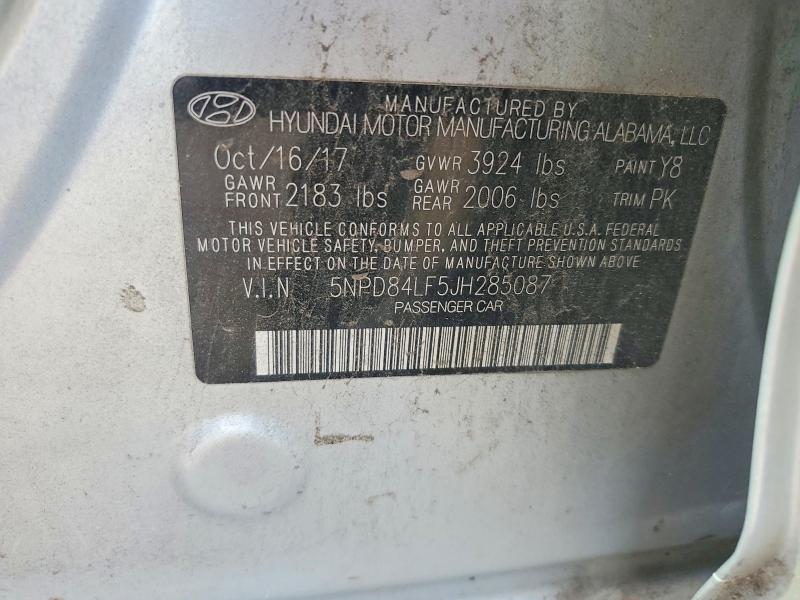 MANUFACTURED BY
HYUNDAI MOTOR MANUFACTURING ALABAMA, LLC
Oct/16/17 GVWR 3924 lbs PAINT Y8
GAWR FRONT 2183 lbs GAWR REAR 2006 lbs TRIM PK
THIS VEHICLE CONFORMS TO ALL APPLICABLE U.S.A. FEDERAL
MOTOR VEHICLE SAFETY, BUMPER, AND THEFT PREVENTION STANDARDS
IN EFFECT ON THE DATE OF MANUFACTURE SHOWN ABOVE.
V.I.N 5NPD84LF5JH285087
PASSENGER CAR